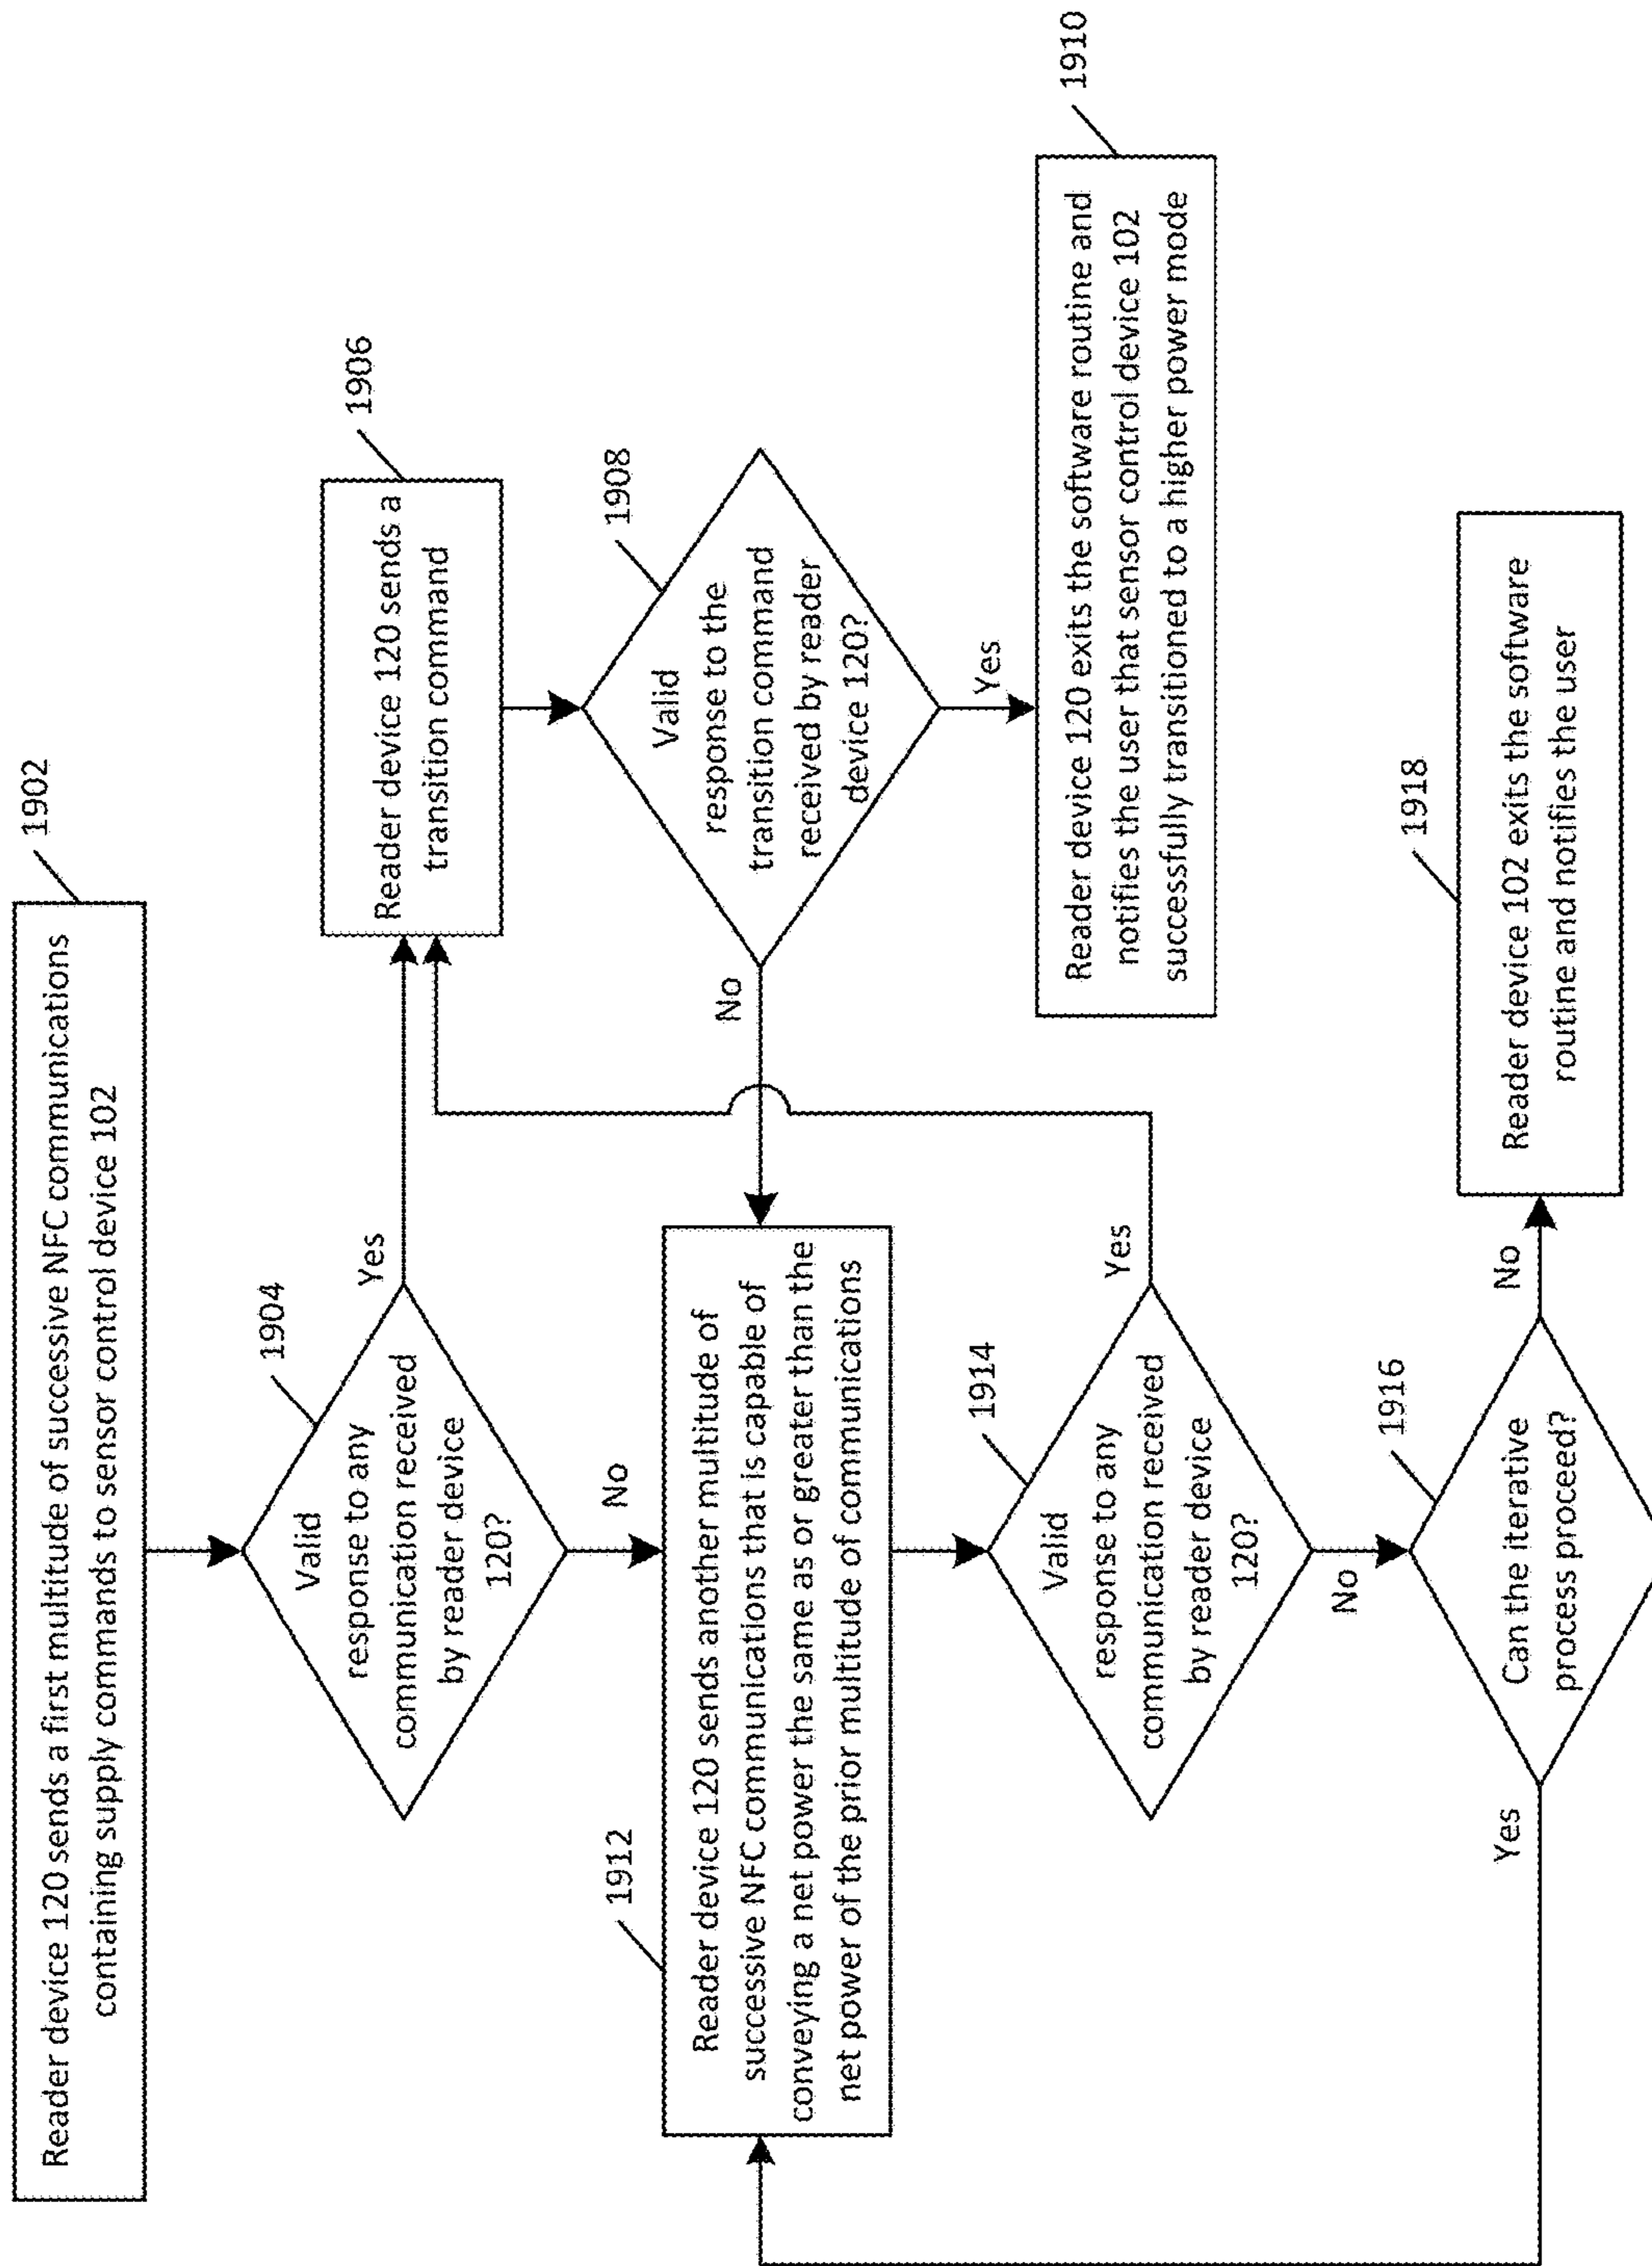 1902
Reader device 120 sends a first multitude of successive NFC communications
containing supply commands to sensor control device 102
1904
Valid
response to any
communication received
by reader device
120?
Yes
No
1906
Reader device 120 sends a
transition command
1908
Valid
response to the
transition command
received by reader
device 120?
No
Yes
1910
Reader device 120 exits the software routine and
notifies the user that sensor control device 102
successfully transitioned to a higher power mode
1912
Reader device 120 sends another multitude of
successive NFC communications that is capable of
conveying a net power the same as or greater than the
net power of the prior multitude of communications
1914
Valid
response to any
communication received
by reader device
120?
Yes
No
1916
Can the iterative
process proceed?
Yes
No
1918
Reader device 102 exits the software
routine and notifies the user